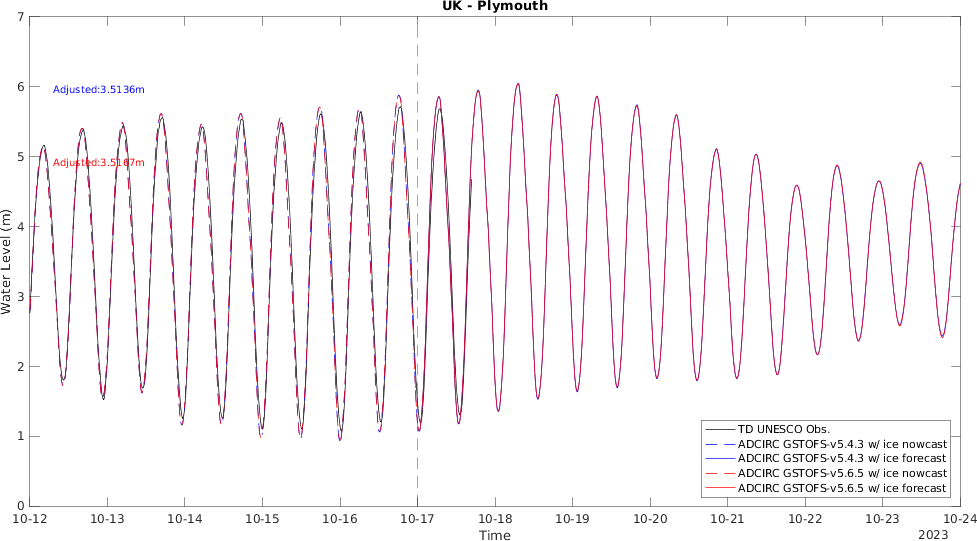 UK - Plymouth
7
6
5
4
3
2
1
0
Water Level (m)
Adjusted:3.5136m
Adjusted:3.5167m
TD UNESCO Obs.
ADCIRC GSTOFS-v5.4.3 w/ ice nowcast
ADCIRC GSTOFS-v5.4.3 w/ ice forecast
ADCIRC GSTOFS-v5.6.5 w/ ice nowcast
ADCIRC GSTOFS-v5.6.5 w/ ice forecast
10-12 10-13 10-14 10-15 10-16 10-17 10-18 10-19 10-20 10-21 10-22 10-23 10-24
Time
2023